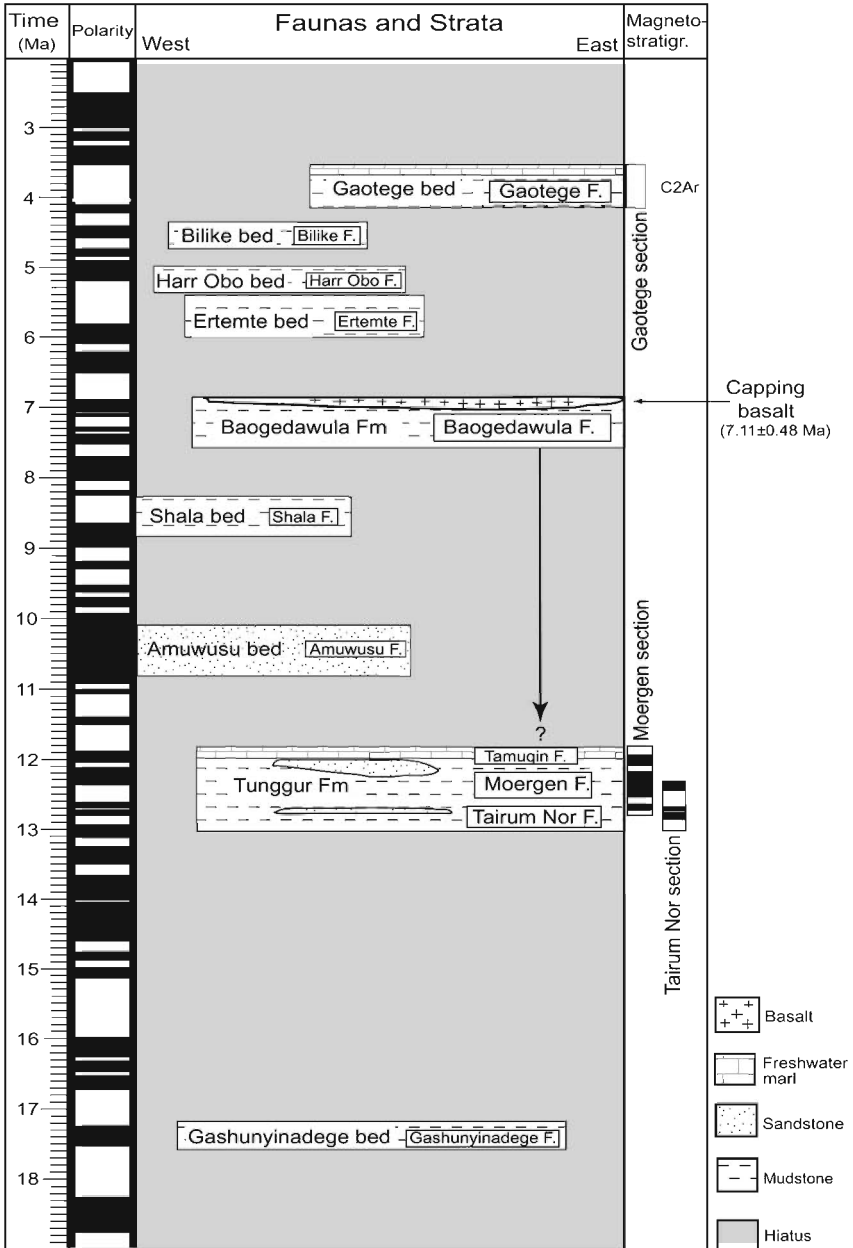 Time
(Ma)
Polarity
Faunas and Strata
West
East
Magneto-
stratigr.
3
4
5
6
7
8
9
10
11
12
13
14
15
16
17
18
Gaotege bed
Gaotege F.
C2Ar
Gaotege section
Bilike bed
Bilike F.
Harr Obo bed
Harr Obo F.
Ertemte bed
Ertemte F.
Baogedawula Fm
Baogedawula F.
Capping
basalt
(7.11±0.48 Ma)
Shala bed
Shala F.
Amuwusu bed
Amuwusu F.
?
Tamuqin F.
Tunggur Fm
Moergen F.
Tairum Nor F.
Moergen section
Tairum Nor section
Gashunyinadege bed
Gashunyinadege F.
Basalt
Freshwater
marl
Sandstone
Mudstone
Hiatus